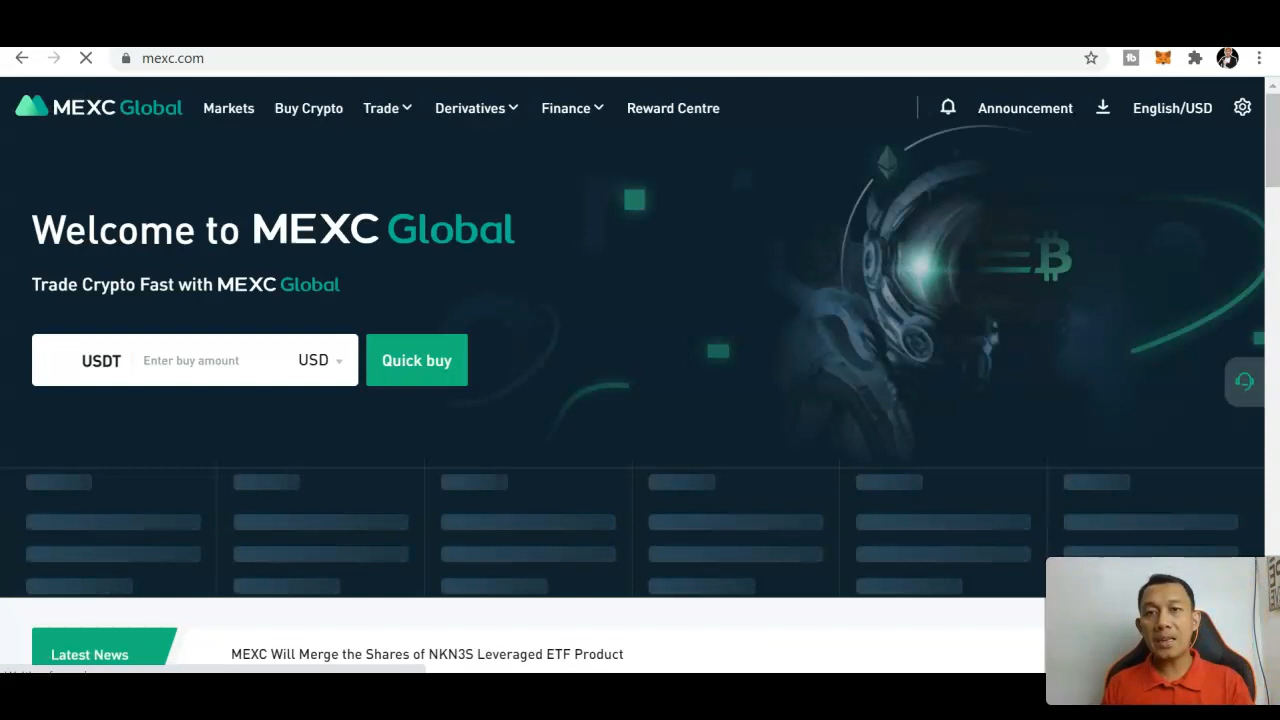 mexc.com
MEXC Global
Markets
Buy Crypto
Trade
Derivatives
Finance
Reward Centre
Announcement
English/USD
Welcome to MEXC Global
Trade Crypto Fast with MEXC Global
USDT
Enter buy amount
USD
Quick buy
Latest News
MEXC Will Merge the Shares of NKN3S Leveraged ETF Product